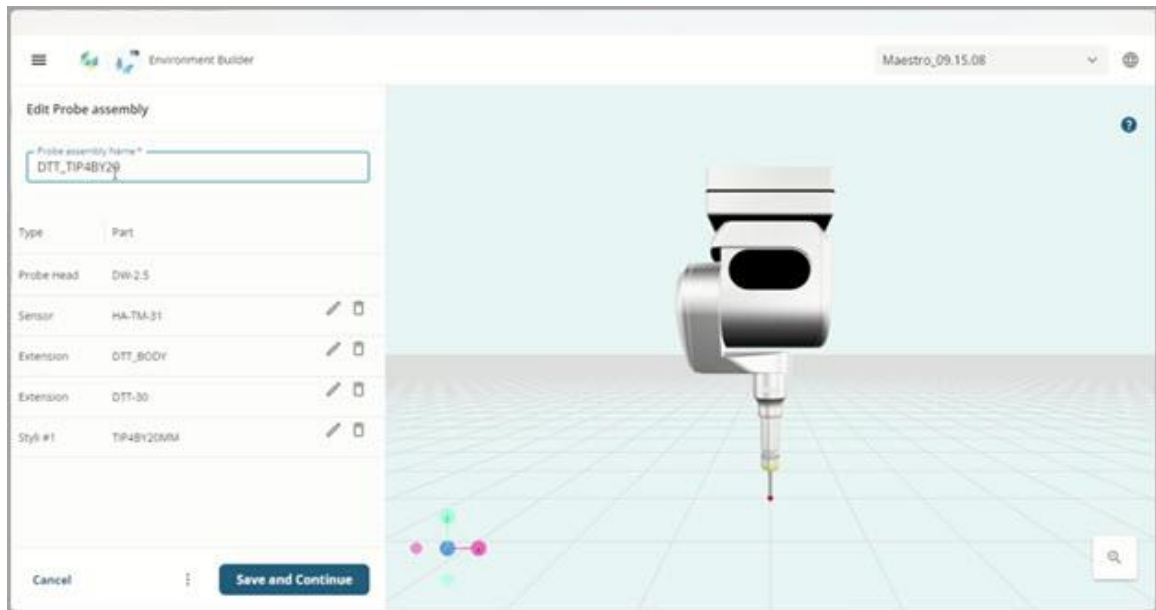 Environment Builder
Maestro_09.15.08
Edit Probe assembly
Probe assembly Name *
DTT_TIP4BY20
Type Part
Probe Head DW-2.5
Sensor HA-TM-31
Extension DTT_BODY
Extension DTT-30
Styli #1 TIP4BY20MM
Cancel
Save and Continue
?